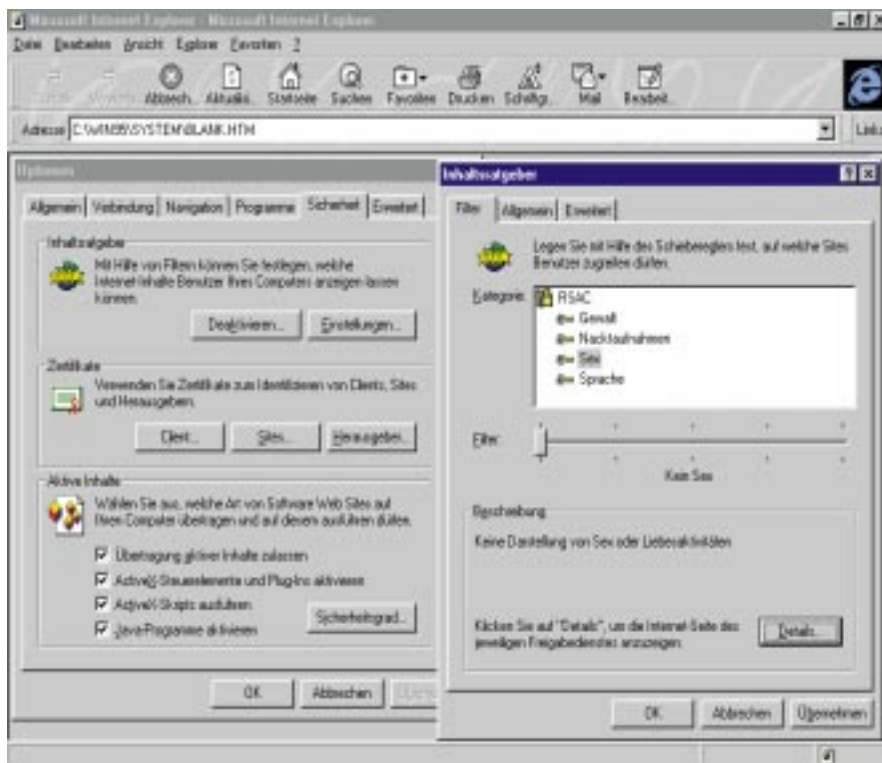 Microsoft Internet Explorer - Microsoft Internet Explorer
Datei Bearbeiten Ansicht Explorer Favoriten ?
Abbrech. Aktualis. Startseite Suchen Favoriten Drucken Schriftgr. Mail Bearbeit.
Adresse C:\WIN95\SYSTEM\BLANK.HTM Links
Optionen
Allgemein Verbindung Navigation Programme Sicherheit Erweitert
Inhaltsratgeber
Mit Hilfe von Filtern können Sie festlegen, welche
Internet-Inhalte Benutzer Ihres Computers anzeigen lassen
können.
Deaktivieren... Einstellungen...
Zertifikate
Verwenden Sie Zertifikate zum Identifizieren von Clients, Sites
und Herausgebern.
Client... Sites... Herausgeber...
Aktive Inhalte
Wählen Sie aus, welche Art von Software Web Sites auf
Ihren Computer übertragen und auf diesem ausführen dürfen.
Übertragung aktiver Inhalte zulassen
ActiveX-Steuerelemente und Plug-Ins aktivieren
ActiveX-Skripts ausführen
Java-Programme aktivieren
Sicherheitsgrad...
OK Abbrechen
Inhaltsratgeber
Filter Allgemein Erweitert
Legen Sie mit Hilfe des Schiebereglers fest, auf welche Sites
Benutzer zugreifen dürfen.
Kategorie: RSAC
Gewalt
Nacktaufnahmen
Sex
Sprache
Filter:
Kein Sex
Beschreibung
Keine Darstellung von Sex oder Liebesaktivitäten
Klicken Sie auf "Details", um die Internet-Seite des
jeweiligen Freigabedienstes anzuzeigen.
Details...
OK Abbrechen Übernehmen